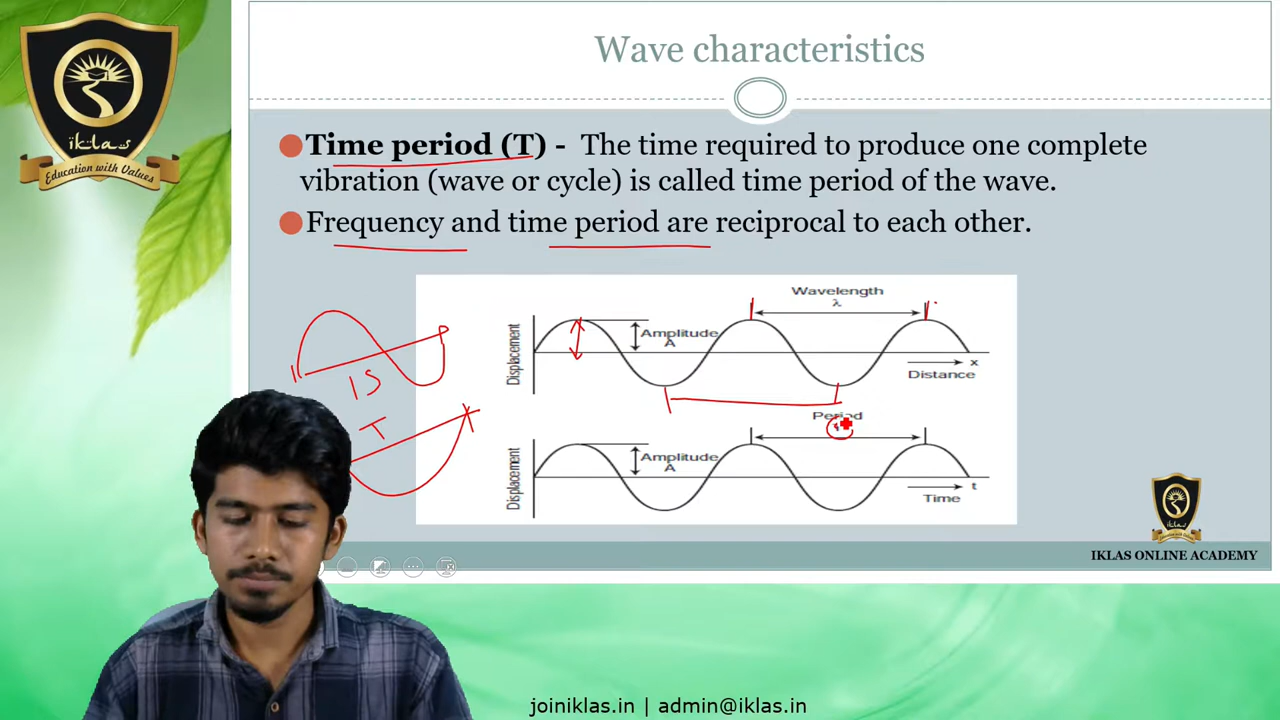 Wave characteristics
iklas
Education with Values
Time period (T) - The time required to produce one complete
vibration (wave or cycle) is called time period of the wave.
Frequency and time period are reciprocal to each other.
Wavelength
λ
Displacement
Amplitude
A
x
Distance
1S
T
Period
Displacement
Amplitude
A
t
Time
iklas
IKLAS ONLINE ACADEMY
joiniklas.in | admin@iklas.in